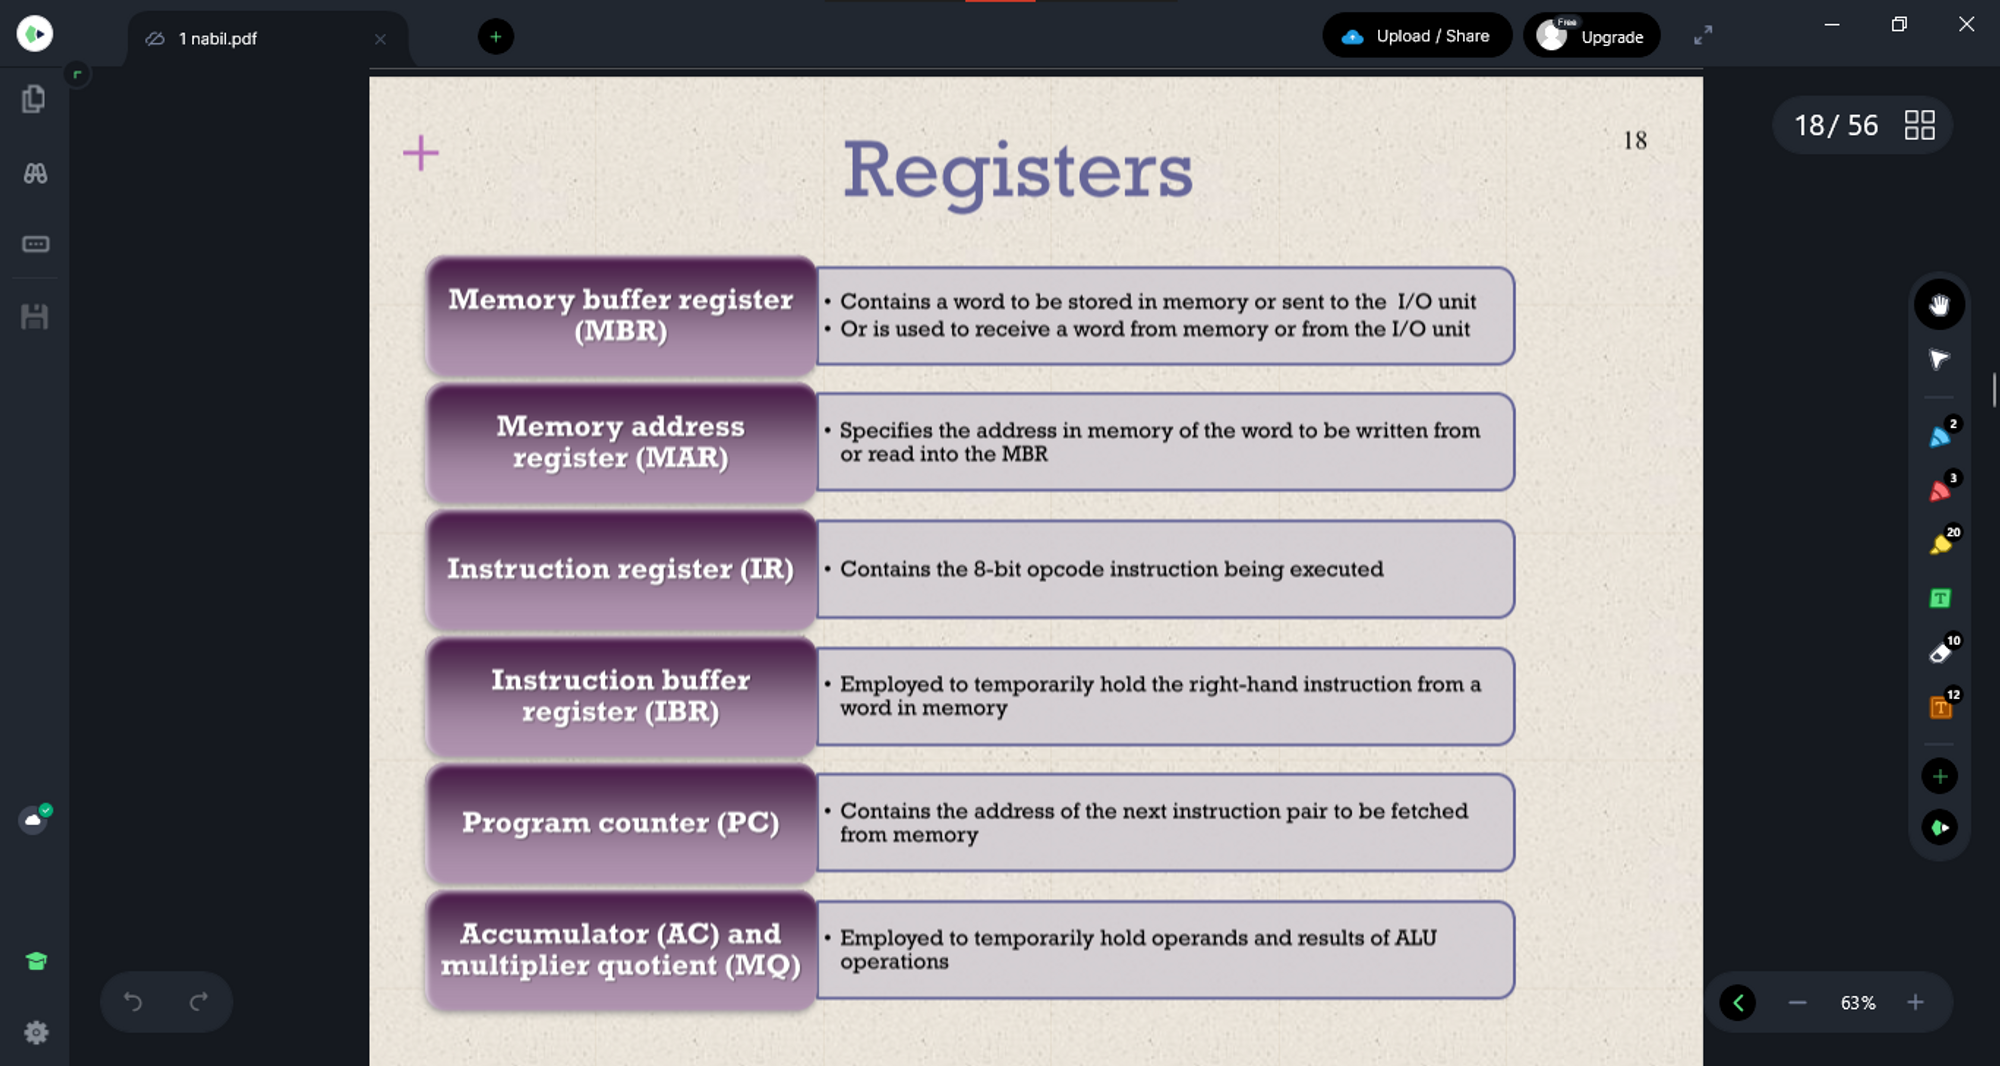 1 nabil.pdf
Upload / Share
Free
Upgrade
18/ 56
18
Registers
Memory buffer register
(MBR)
• Contains a word to be stored in memory or sent to the I/O unit
• Or is used to receive a word from memory or from the I/O unit
Memory address
register (MAR)
• Specifies the address in memory of the word to be written from
or read into the MBR
Instruction register (IR)
• Contains the 8-bit opcode instruction being executed
Instruction buffer
register (IBR)
• Employed to temporarily hold the right-hand instruction from a
word in memory
Program counter (PC)
• Contains the address of the next instruction pair to be fetched
from memory
Accumulator (AC) and
multiplier quotient (MQ)
• Employed to temporarily hold operands and results of ALU
operations
2
3
20
T
10
12
T
63%